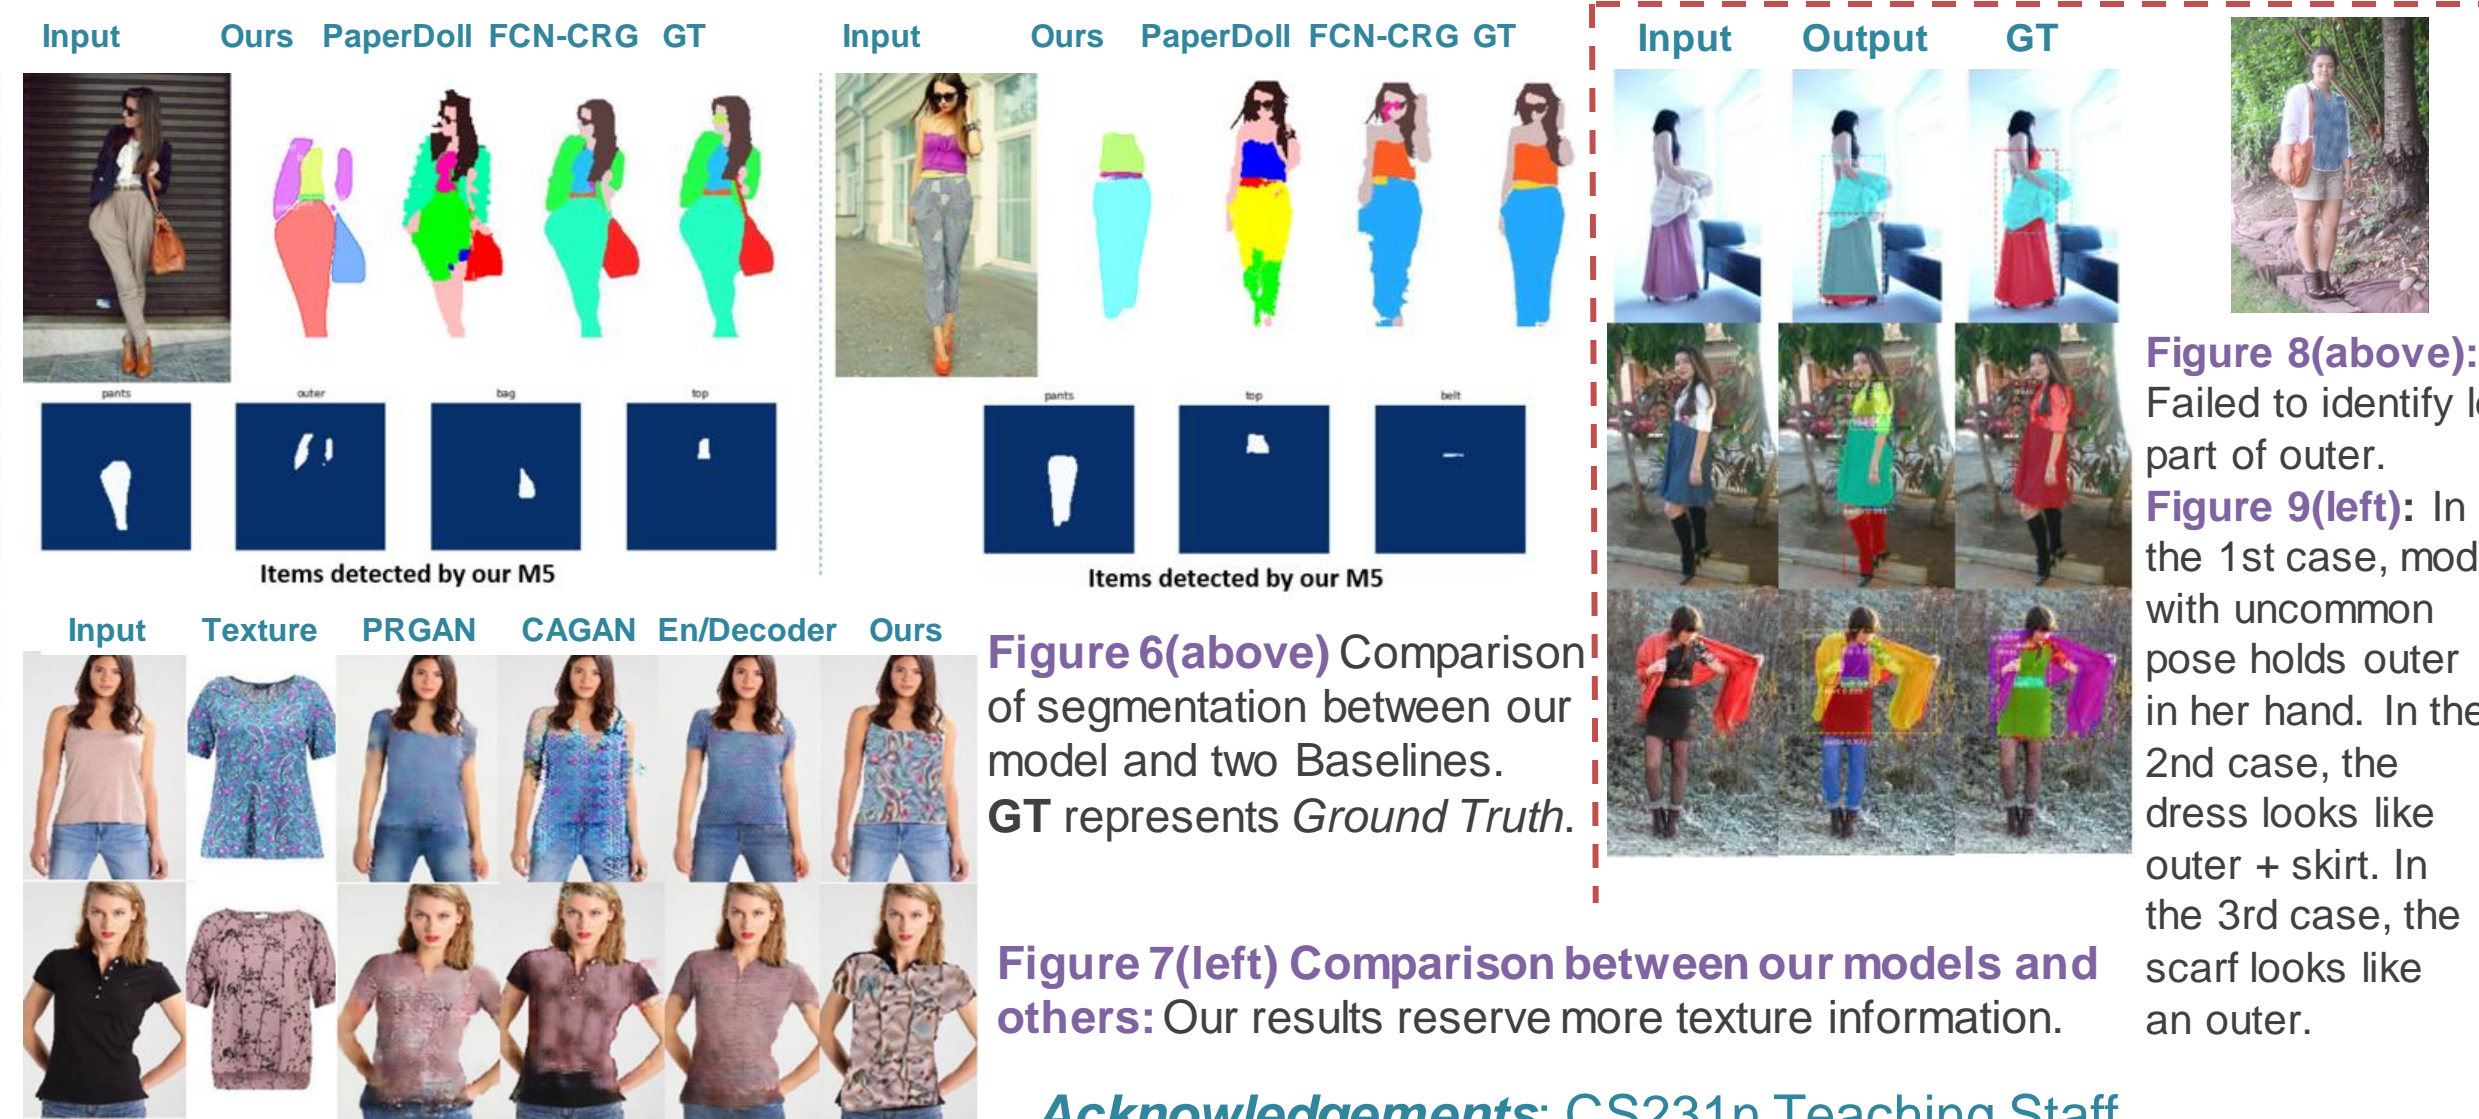 Input Ours PaperDoll FCN-CRG GT
pants outer bag top
Items detected by our M5
Input Ours PaperDoll FCN-CRG GT
pants top belt
Items detected by our M5
Input Texture PRGAN CAGAN En/Decoder Ours
Figure 6(above) Comparison
of segmentation between our
model and two Baselines.
GT represents Ground Truth.
Input Output GT
Figure 8(above):
Failed to identify
part of outer.
Figure 9(left): In
the 1st case,
with uncommon
pose holds outer
in her hand. In the
2nd case, the
dress looks like
outer + skirt. In
the 3rd case, the
scarf looks like
an outer.
Figure 7(left) Comparison between our models and
others: Our results reserve more texture information.
Acknowledgements: CS231n Teaching Staff